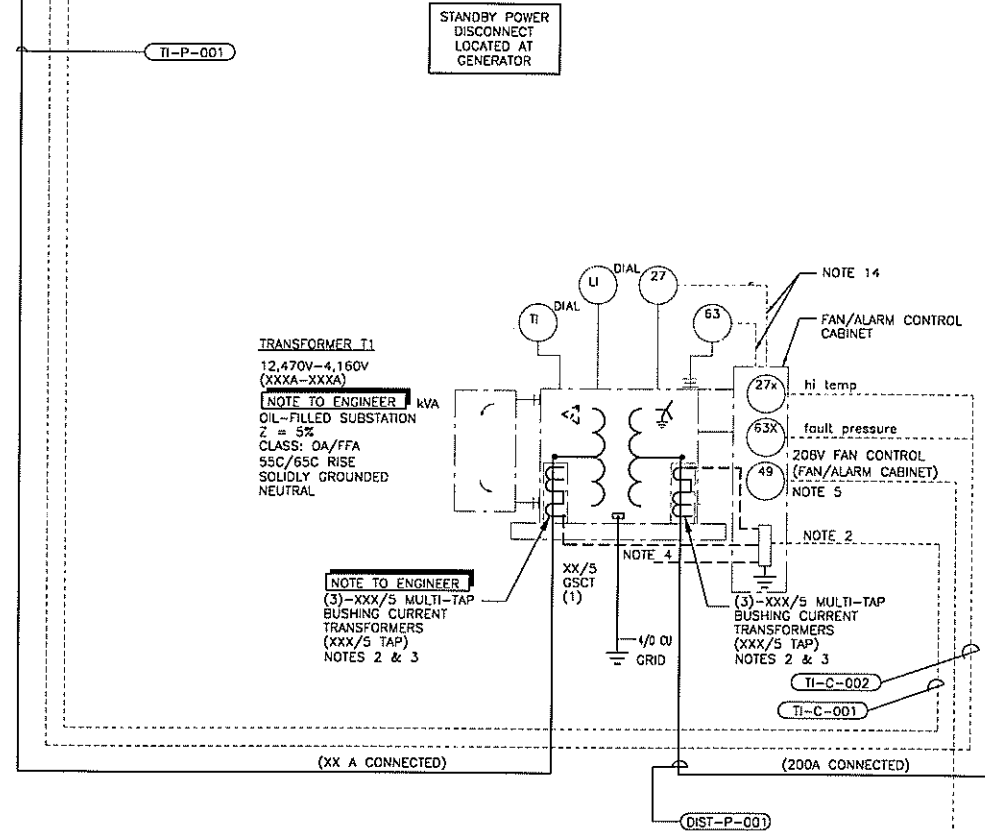 STANDBY POWER
DISCONNECT
LOCATED AT
GENERATOR
TI-P-001
NOTE 14
FAN/ALARM CONTROL
CABINET
DIAL
LI
DIAL
27
TI
63
TRANSFORMER T1
12,470V-4,160V
(XXXA-XXXA)
NOTE TO ENGINEER kVA
OIL-FILLED SUBSTATION
Z = 5%
CLASS: OA/FFA
55C/65C RISE
SOLIDLY GROUNDED
NEUTRAL
27x hi temp
63X fault pressure
49 208V FAN CONTROL
(FAN/ALARM CABINET)
NOTE 5
NOTE 2
NOTE 4
XX/5
GSCT
(1)
NOTE TO ENGINEER
(3)-XXX/5 MULTI-TAP
BUSHING CURRENT
TRANSFORMERS
(XXX/5 TAP)
NOTES 2 & 3
4/0 CU
GRID
(3)-XXX/5 MULTI-TAP
BUSHING CURRENT
TRANSFORMERS
(XXX/5 TAP)
NOTES 2 & 3
TI-C-002
TI-C-001
(XX A CONNECTED)
(200A CONNECTED)
DIST-P-001